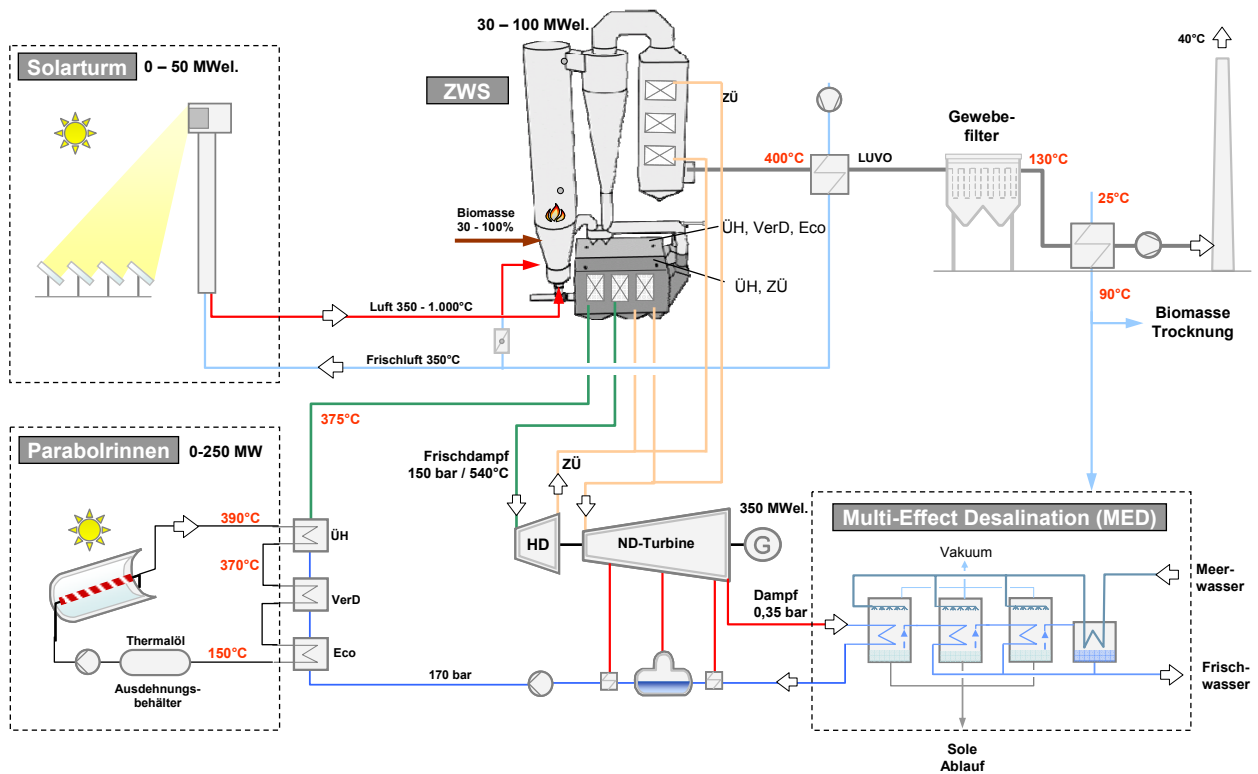 30 – 100 MWel.
40°C
Solarturm
0 – 50 MWel.
ZWS
ZÜ
Gewebe-
filter
400°C
LUVO
130°C
25°C
Biomasse
30 - 100%
ÜH, VerD, Eco
ÜH, ZÜ
90°C
Biomasse
Trocknung
Luft 350 - 1.000°C
Frischluft 350°C
375°C
Parabolrinnen
0-250 MW
Frischdampf
150 bar / 540°C
ZÜ
390°C
ÜH
370°C
VerD
Thermalöl
150°C
Eco
Ausdehnungs-
behälter
170 bar
HD
ND-Turbine
350 MWel.
G
Dampf
0,35 bar
Multi-Effect Desalination (MED)
Vakuum
Meer-
wasser
Frisch-
wasser
Sole
Ablauf